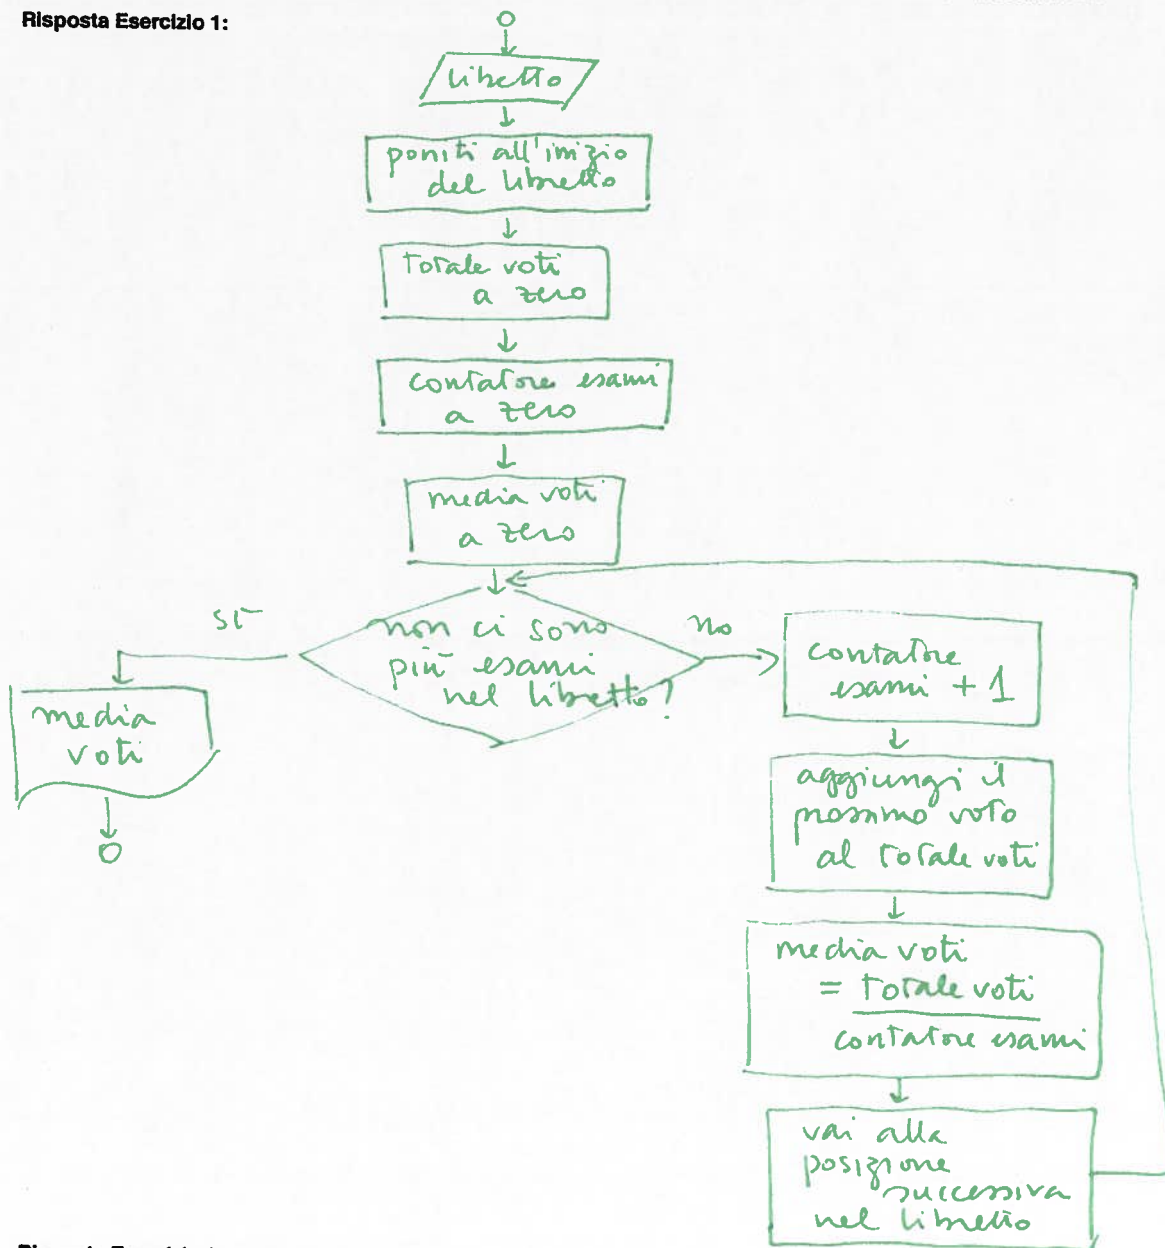 Risposta Esercizio 1:
libretto
poniti all'inizio
del libretto
Totale voti
a zero
contatore esami
a zero
media voti
a zero
sì
non ci sono
più esami
nel libretto?
no
media
voti
contatore
esami + 1
aggiungi il
prossimo voto
al totale voti
media voti
= Totale voti
contatore esami
vai alla
posizione
successiva
nel libretto